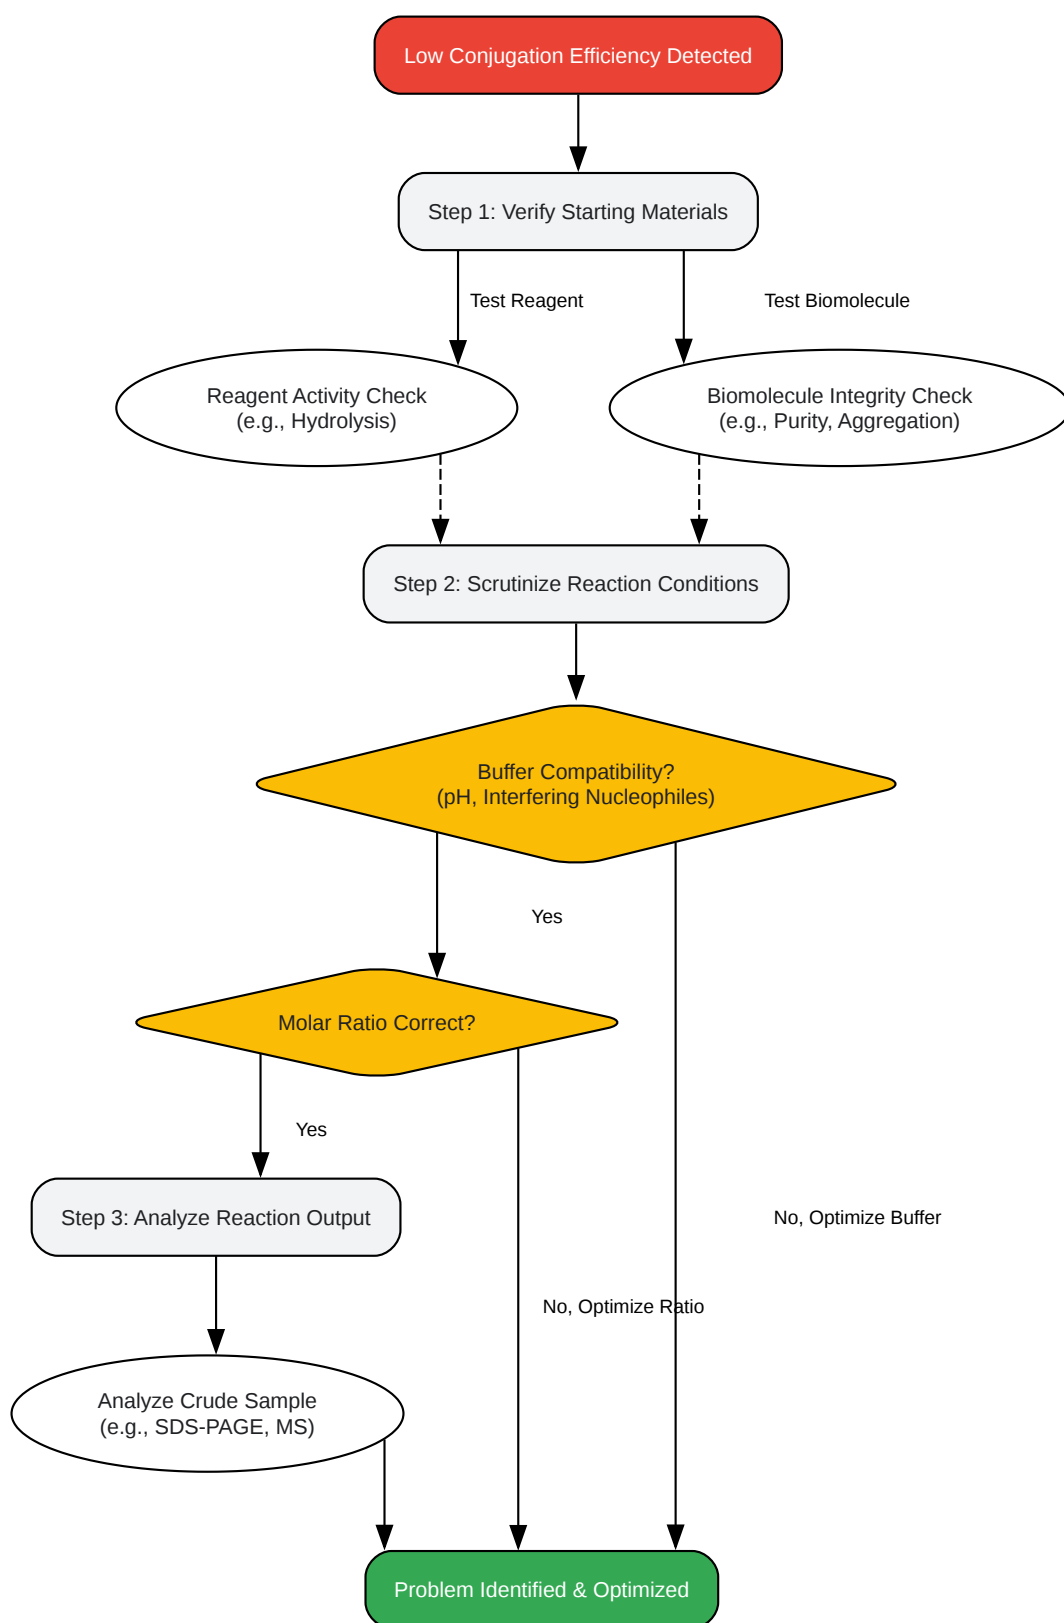 Low Conjugation Efficiency Detected
Step 1: Verify Starting Materials
Test Reagent
Test Biomolecule
Reagent Activity Check
(e.g., Hydrolysis)
Biomolecule Integrity Check
(e.g., Purity, Aggregation)
Step 2: Scrutinize Reaction Conditions
Buffer Compatibility?
(pH, Interfering Nucleophiles)
Yes
Molar Ratio Correct?
Yes
Step 3: Analyze Reaction Output
No, Optimize Buffer
No, Optimize Ratio
Analyze Crude Sample
(e.g., SDS-PAGE, MS)
Problem Identified & Optimized